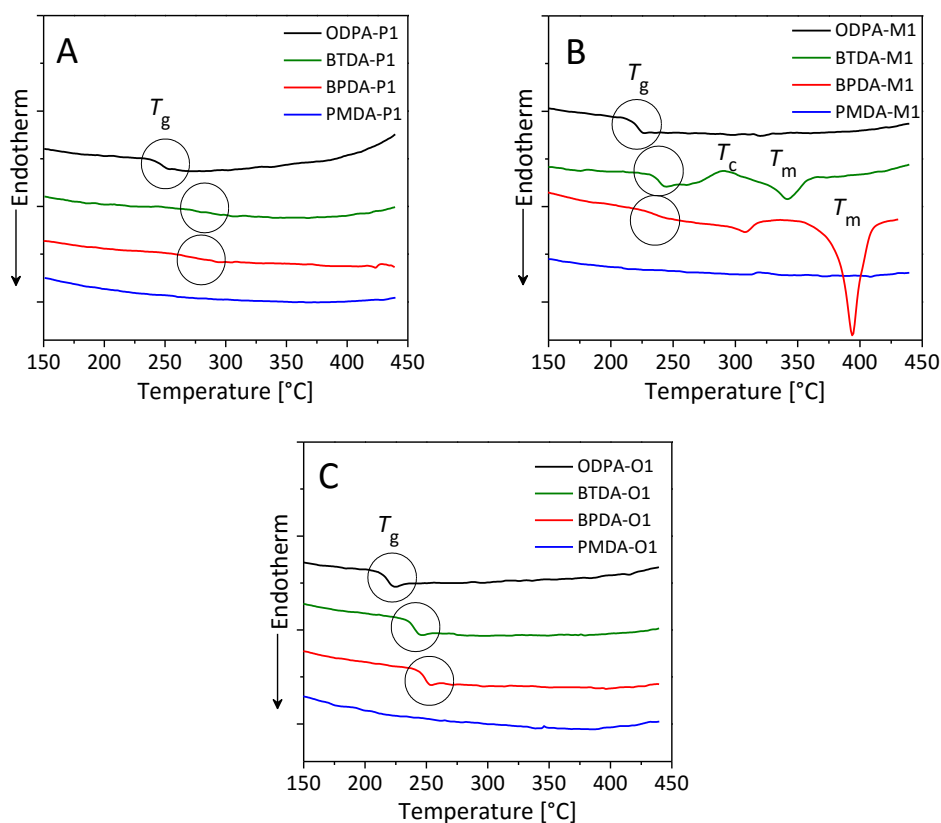 A
ODPA-P1
BTDA-P1
BPDA-P1
PMDA-P1
Tg
Endotherm
150 200 250 300 350 400 450
Temperature [°C]
B
ODPA-M1
BTDA-M1
BPDA-M1
PMDA-M1
Tg
Tc
Tm
Tm
Endotherm
150 200 250 300 350 400 450
Temperature [°C]
C
ODPA-O1
BTDA-O1
BPDA-O1
PMDA-O1
Tg
Endotherm
150 200 250 300 350 400 450
Temperature [°C]